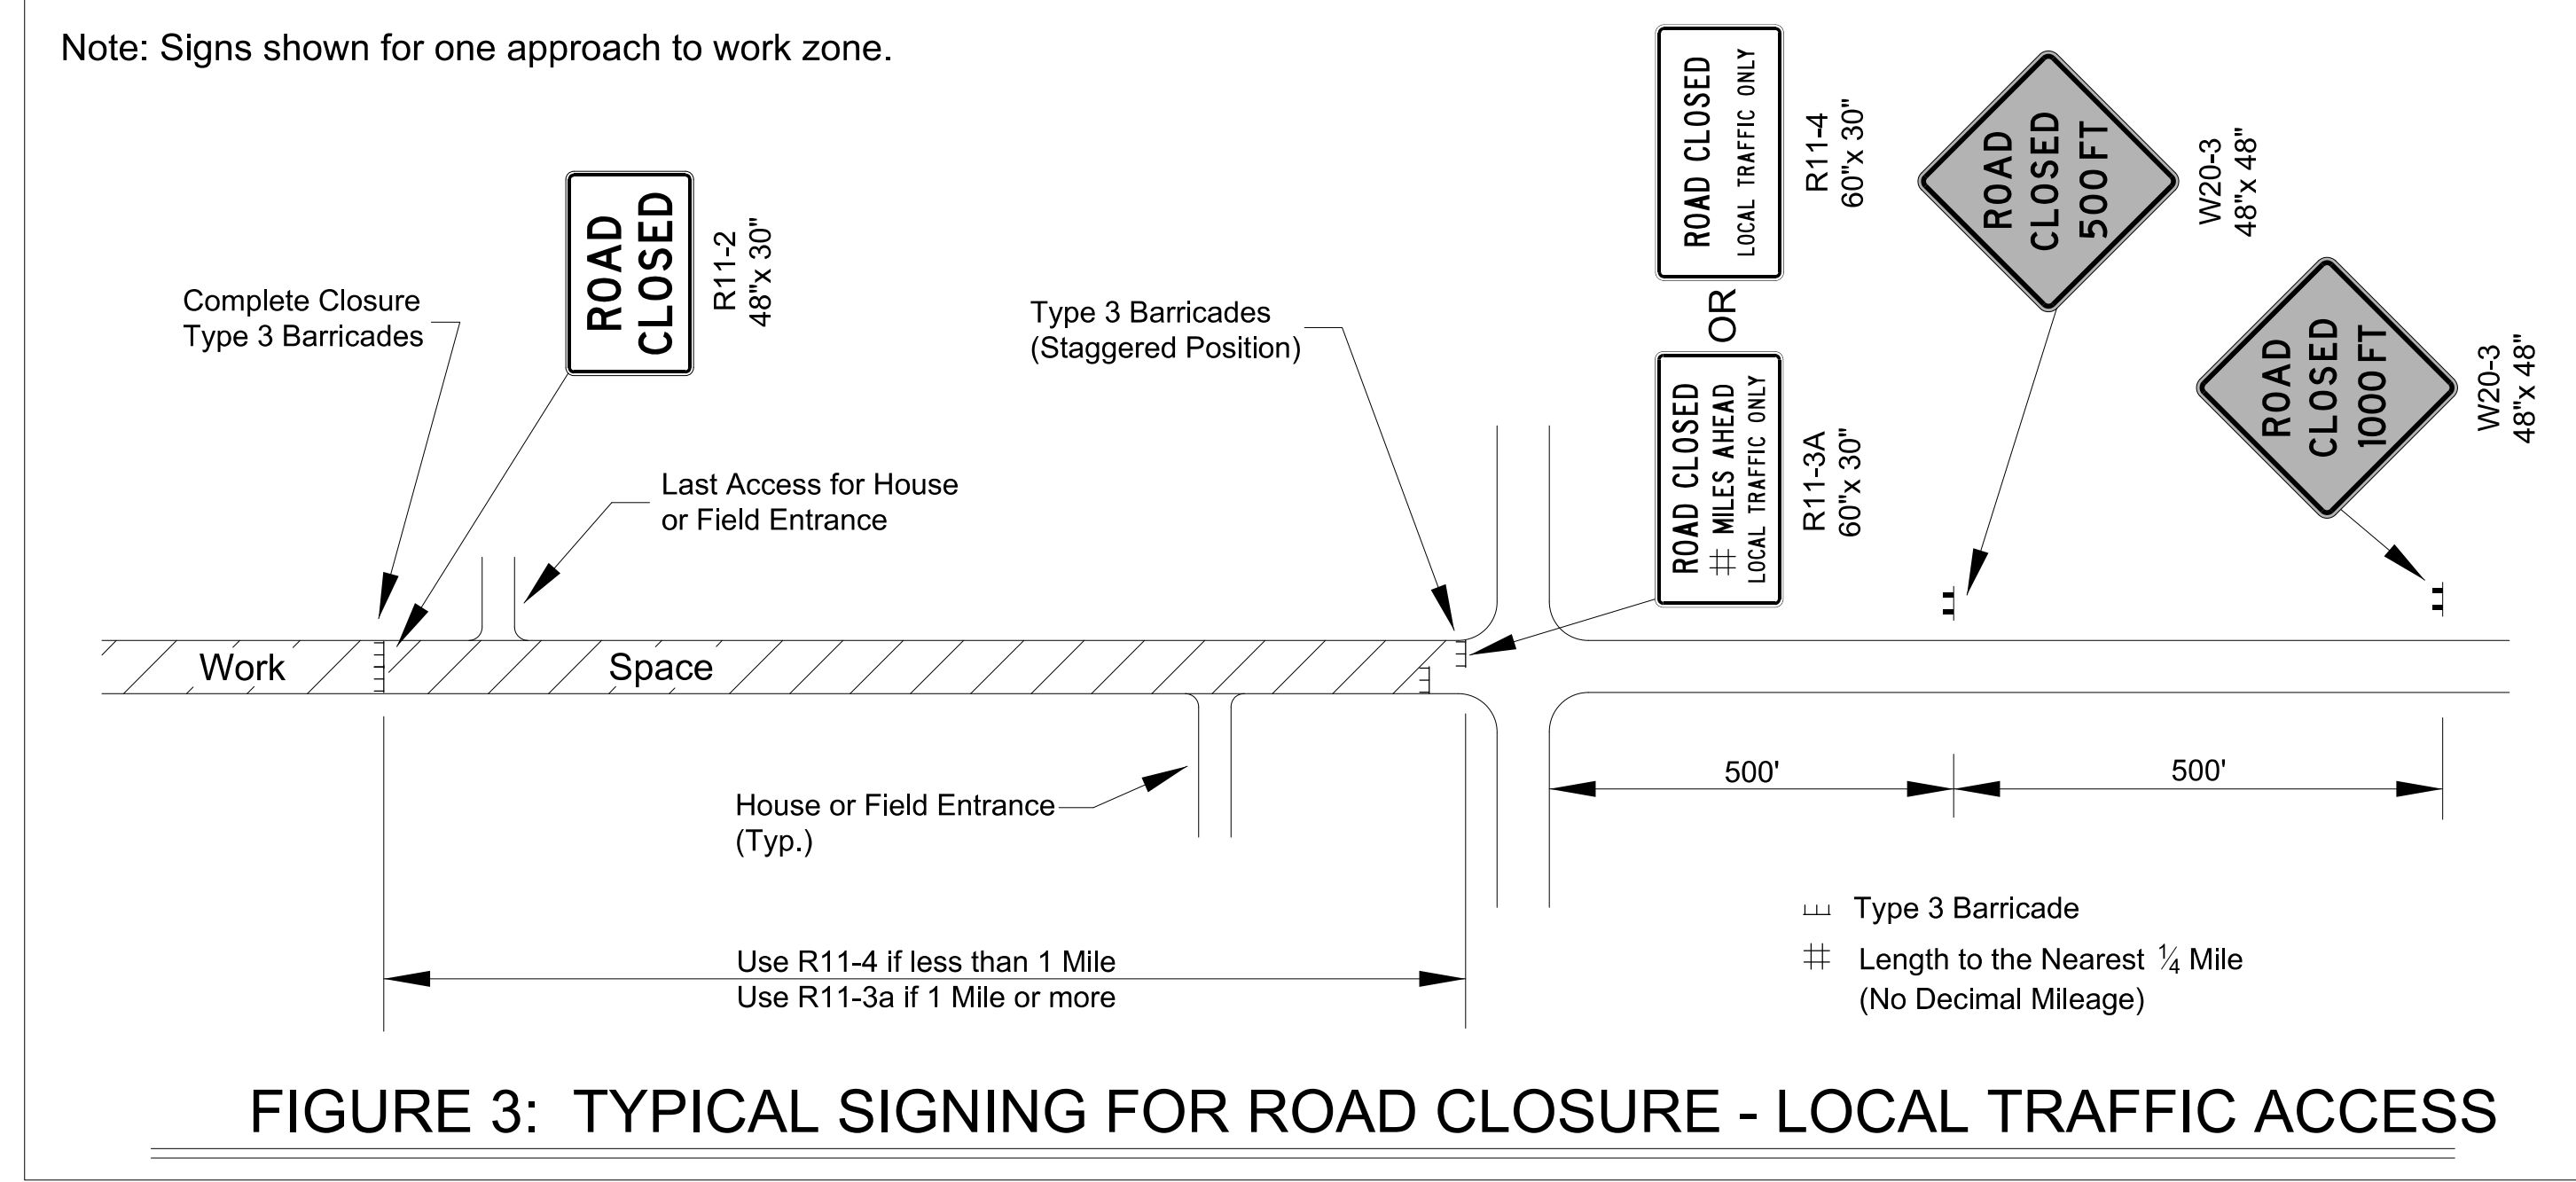 Note: Signs shown for one approach to work zone.
ROAD CLOSED
LOCAL TRAFFIC ONLY
R11-4
60"x 30"
ROAD
CLOSED
500FT
W20-3
48"x 48"
ROAD
CLOSED
R11-2
48"x 30"
Complete Closure
Type 3 Barricades
Type 3 Barricades
(Staggered Position)
OR
ROAD CLOSED
# MILES AHEAD
LOCAL TRAFFIC ONLY
R11-3A
60"x 30"
ROAD
CLOSED
1000FT
W20-3
48"x 48"
Last Access for House
or Field Entrance
Work
Space
House or Field Entrance
(Typ.)
500'
500'
Use R11-4 if less than 1 Mile
Use R11-3a if 1 Mile or more
Type 3 Barricade
# Length to the Nearest ¼ Mile
(No Decimal Mileage)
FIGURE 3: TYPICAL SIGNING FOR ROAD CLOSURE - LOCAL TRAFFIC ACCESS